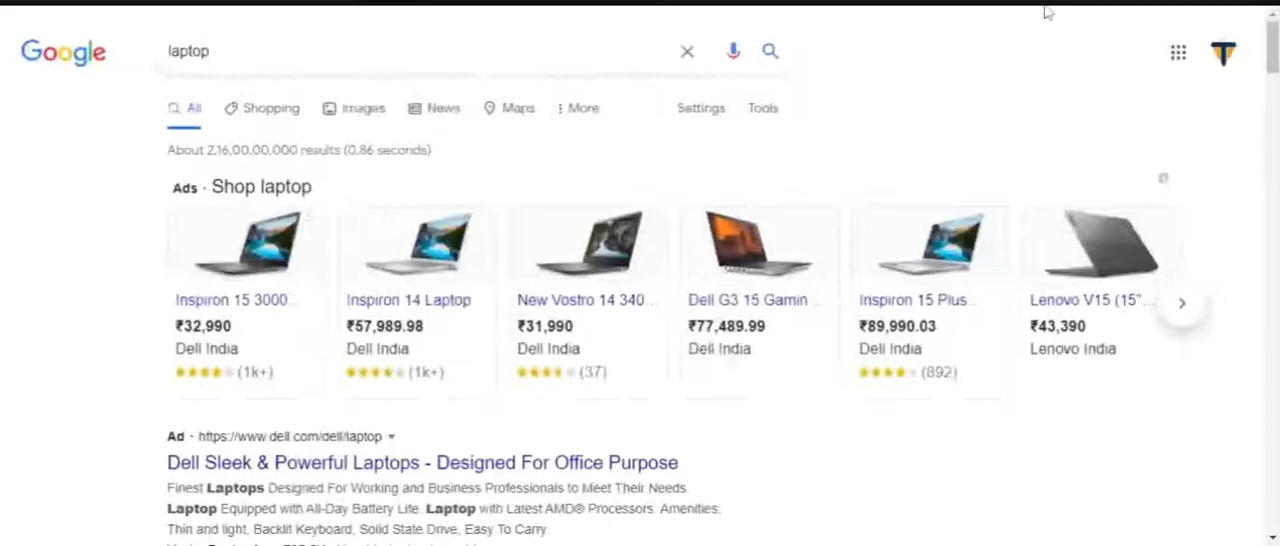 Google
laptop
All Shopping Images News Maps More Settings Tools
About 2,16,00,00,000 results (0.86 seconds)
Ads · Shop laptop
Inspiron 15 3000...
₹32,990
Dell India
(1k+)
Inspiron 14 Laptop
₹57,989.98
Dell India
(1k+)
New Vostro 14 340...
₹31,990
Dell India
(37)
Dell G3 15 Gamin...
₹77,489.99
Dell India
Inspiron 15 Plus...
₹89,990.03
Dell India
(892)
Lenovo V15 (15"...
₹43,390
Lenovo India
Ad · https://www.dell.com/dell/laptop
Dell Sleek & Powerful Laptops - Designed For Office Purpose
Finest Laptops Designed For Working and Business Professionals to Meet Their Needs.
Laptop Equipped with All-Day Battery Life. Laptop with Latest AMD® Processors. Amenities:
Thin and light, Backlit Keyboard, Solid State Drive, Easy To Carry.